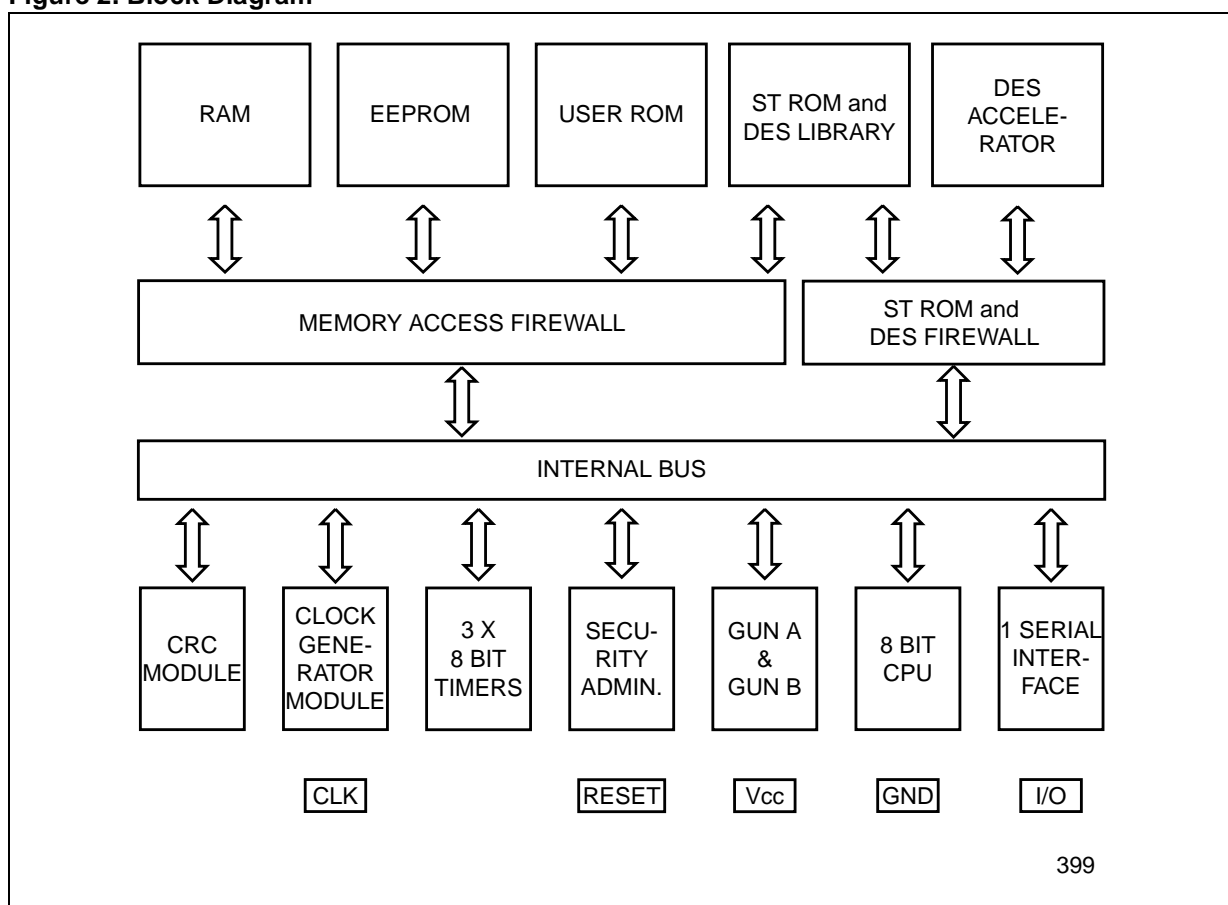 Figure 2. Block Diagram
RAM
EEPROM
USER ROM
ST ROM and
DES LIBRARY
DES
ACCELE-
RATOR
MEMORY ACCESS FIREWALL
ST ROM and
DES FIREWALL
INTERNAL BUS
CRC
MODULE
CLOCK
GENE-
RATOR
MODULE
3 X
8 BIT
TIMERS
SECU-
RITY
ADMIN.
GUN A
&
GUN B
8 BIT
CPU
1 SERIAL
INTER-
FACE
CLK
RESET
Vcc
GND
I/O
399